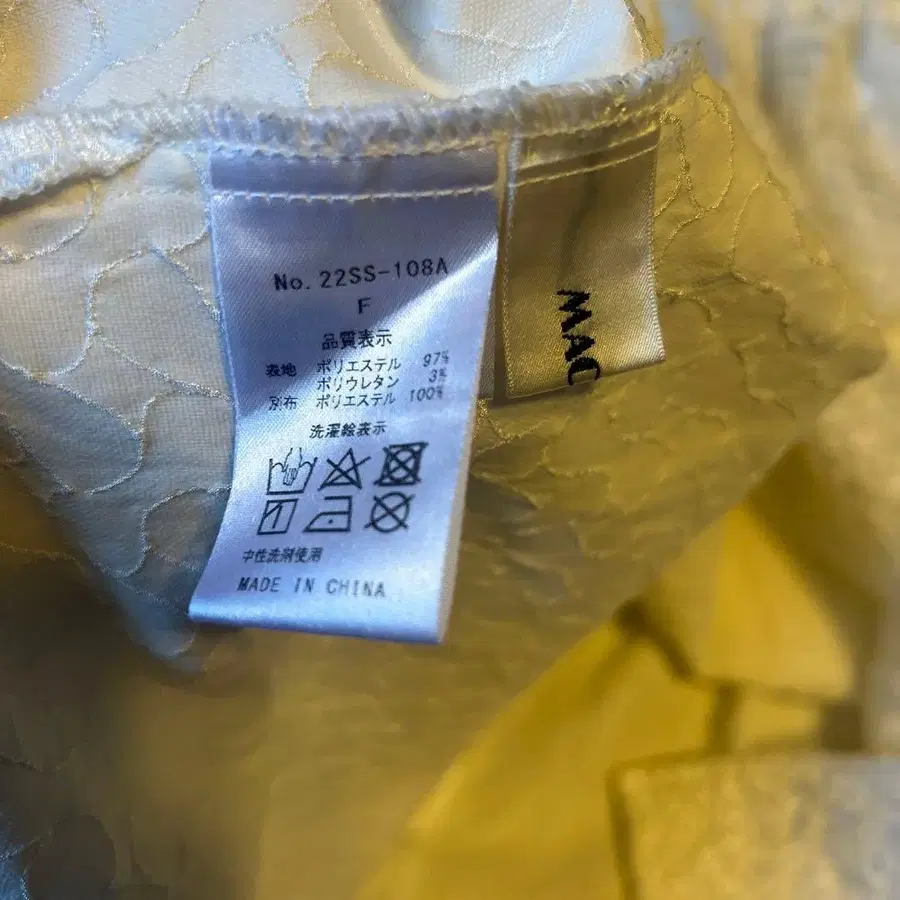 No. 22SS-108A
F
品質表示
表地 ポリエステル 97%
ポリウレタン 3%
別布 ポリエステル 100%
洗濯絵表示
中性洗剤使用
MADE IN CHINA
MAC